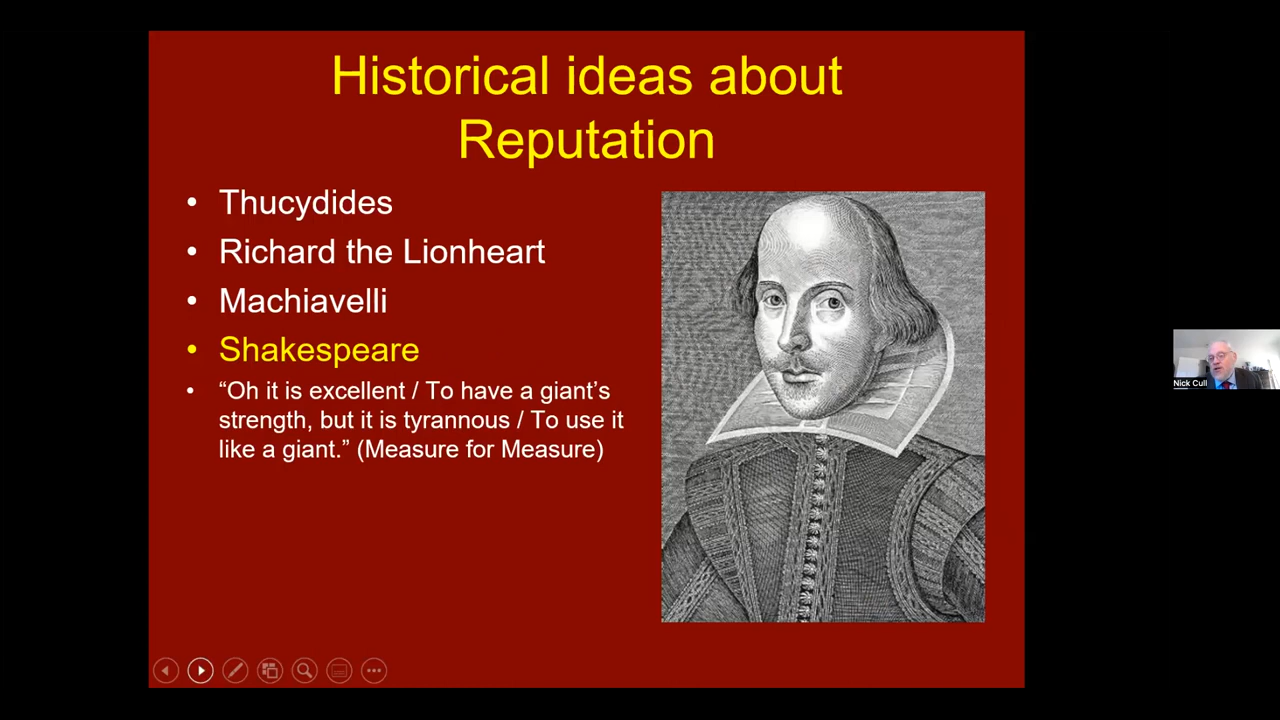 Historical ideas about
Reputation
• Thucydides
• Richard the Lionheart
• Machiavelli
• Shakespeare
• “Oh it is excellent / To have a giant’s
strength, but it is tyrannous / To use it
like a giant.” (Measure for Measure)
Nick Cull